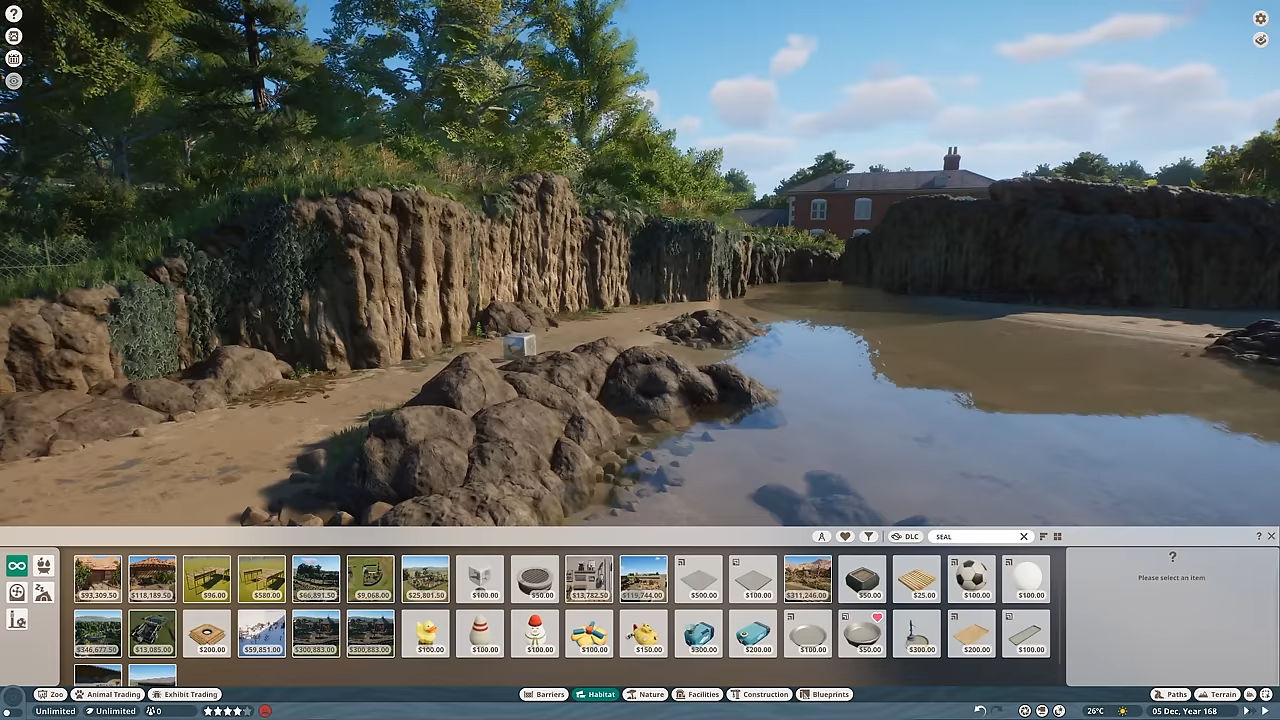 DLC
SEAL
?
?
Please select an item
$93,309.50
$118,189.50
$96.00
$580.00
$66,891.50
$9,068.00
$25,801.50
$100.00
$50.00
$13,782.50
$119,744.00
$500.00
$100.00
$311,246.00
$50.00
$25.00
$100.00
$100.00
$346,677.50
$13,085.00
$200.00
$59,851.00
$300,883.00
$300,883.00
$100.00
$100.00
$100.00
$100.00
$150.00
$300.00
$200.00
$100.00
$50.00
$300.00
$200.00
$100.00
Zoo
Animal Trading
Exhibit Trading
Barriers
Habitat
Nature
Facilities
Construction
Blueprints
Paths
Terrain
Unlimited
Unlimited
0
26°C
05 Dec, Year 168